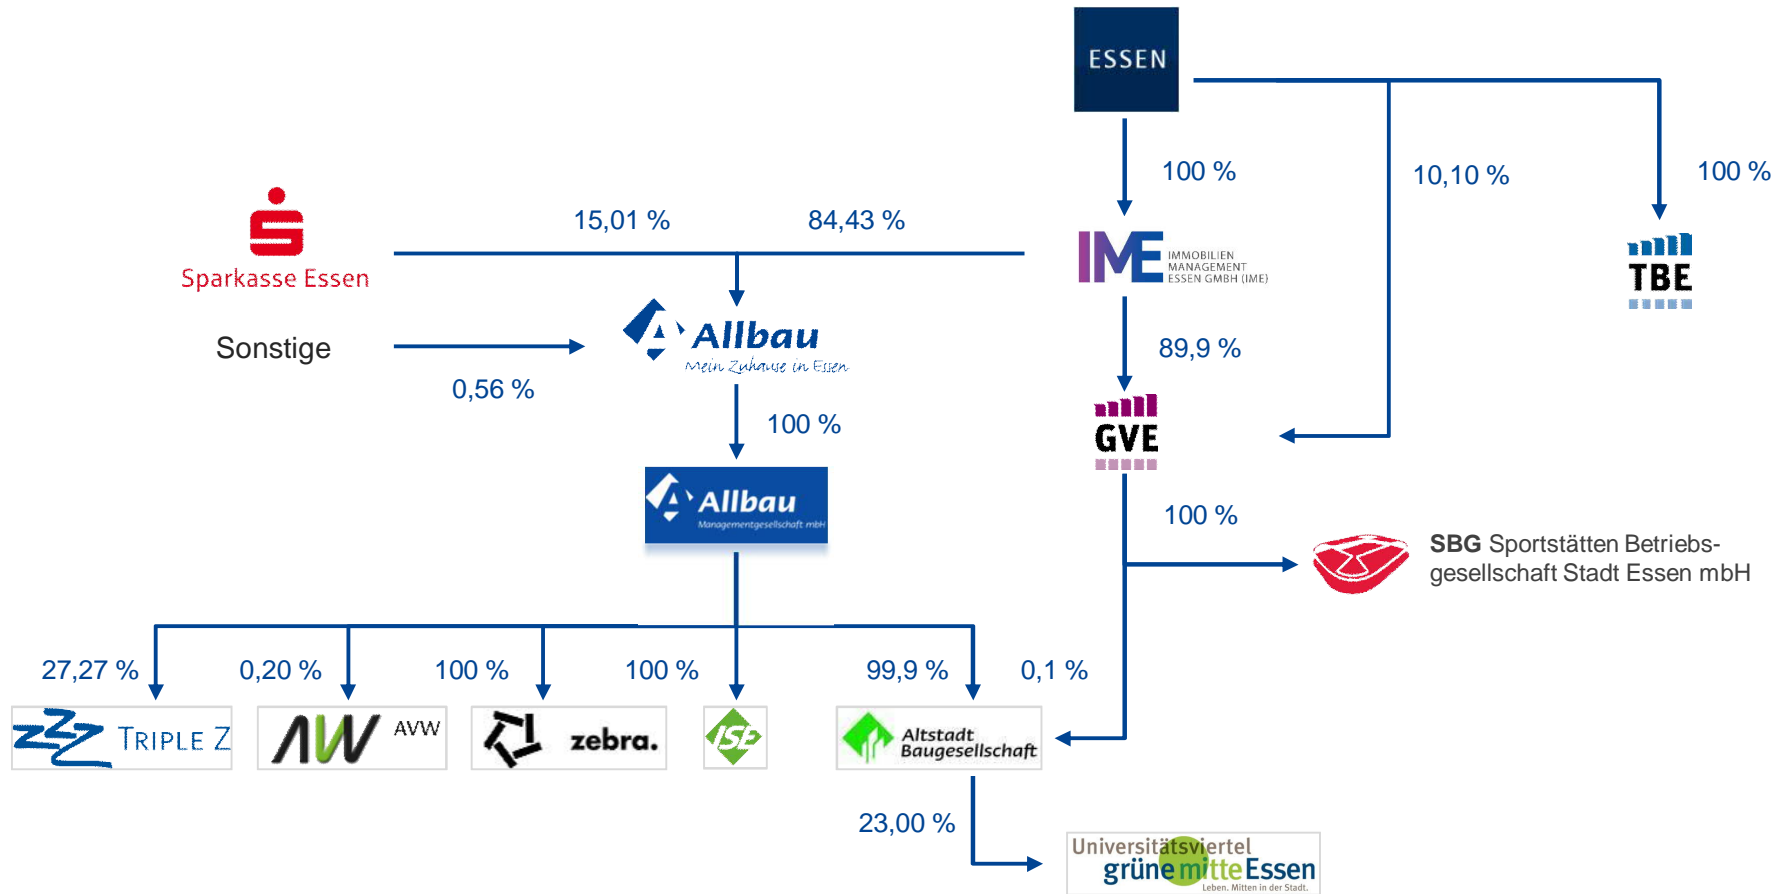 ESSEN
100 %
10,10 %
100 %
15,01 %
84,43 %
Sparkasse Essen
IME
IMMOBILIEN
MANAGEMENT
ESSEN GMBH (IME)
TBE
Sonstige
0,56 %
Allbau
Mein Zuhause in Essen
89,9 %
100 %
GVE
Allbau
Managementgesellschaft mbH
100 %
SBG Sportstätten Betriebs-
gesellschaft Stadt Essen mbH
27,27 %
0,20 %
100 %
100 %
99,9 %
0,1 %
ZZZ TRIPLE Z
AVW AVW
zebra.
ISE
Altstadt
Baugesellschaft
23,00 %
Universitätsviertel
grüne mitte Essen
Leben. Mitten in der Stadt.